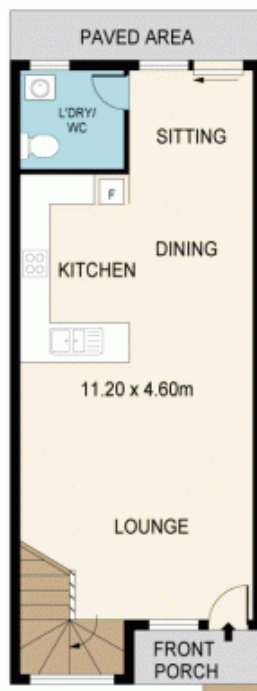 PAVED AREA
L'DRY/
WC
SITTING
F
DINING
KITCHEN
11.20 x 4.60m
LOUNGE
FRONT
PORCH